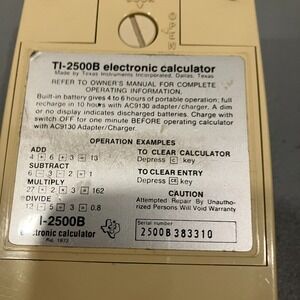 TI-2500B electronic calculator
Made by Texas Instruments Incorporated, Dallas, Texas
REFER TO OWNER'S MANUAL FOR COMPLETE
OPERATING INFORMATION.
Built-in battery gives 4 to 6 hours of portable operation; full
recharge in 10 hours with AC9130 Adapter/Charger. A dim
or no display indicates discharged batteries. Charge with
switch OFF for one minute BEFORE operating calculator
with AC9130 Adapter/Charger.
OPERATION EXAMPLES
ADD
4 + 6 + 3 = 13
SUBTRACT
6 - 3 - 2 = 1
MULTIPLY
27 × 2 × 3 = 162
DIVIDE
12 ÷ 5 ÷ 3 = 0.8
TO CLEAR CALCULATOR
Depress C key
TO CLEAR ENTRY
Depress CE key
CAUTION
Attempted Repair By Unautho-
rized Persons Will Void Warranty
TI-2500B
electronic calculator
Serial number
2500B 383310